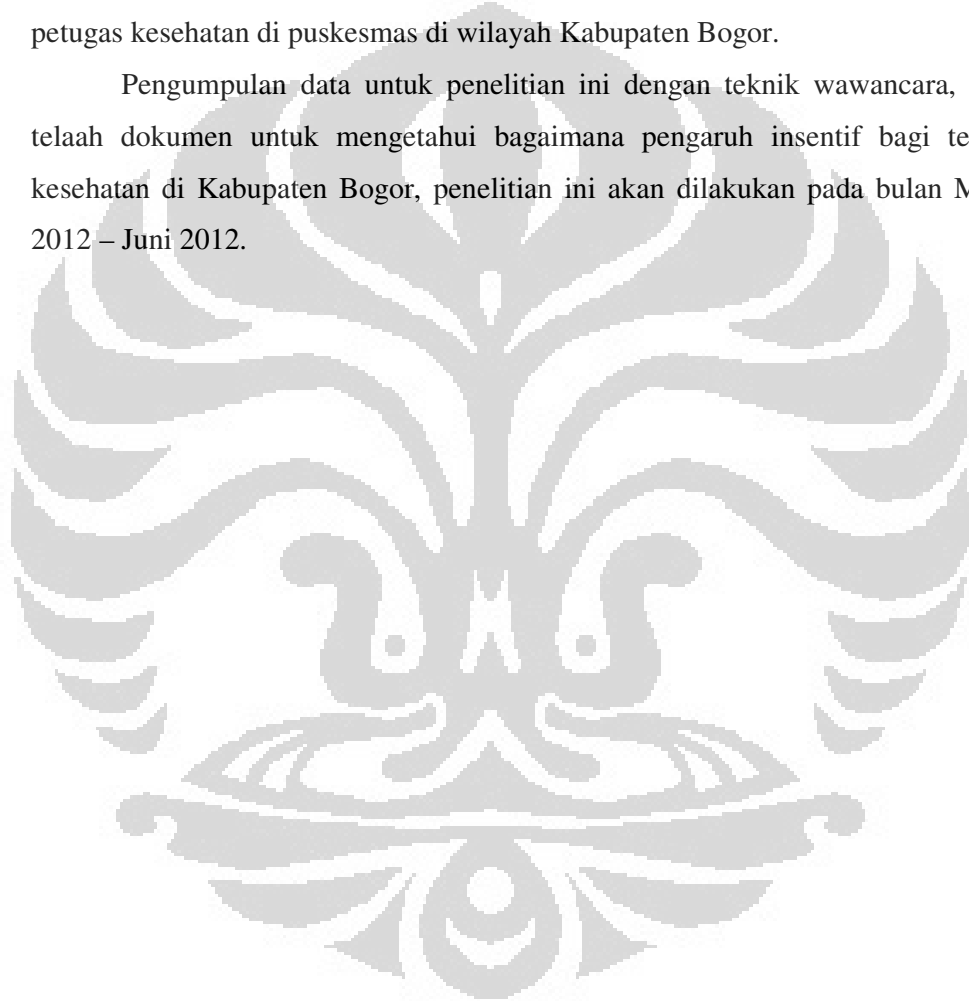 petugas kesehatan di puskesmas di wilayah Kabupaten Bogor.
Pengumpulan data untuk penelitian ini dengan teknik wawancara,
telaah dokumen untuk mengetahui bagaimana pengaruh insentif bagi te
kesehatan di Kabupaten Bogor, penelitian ini akan dilakukan pada bulan M
2012 – Juni 2012.